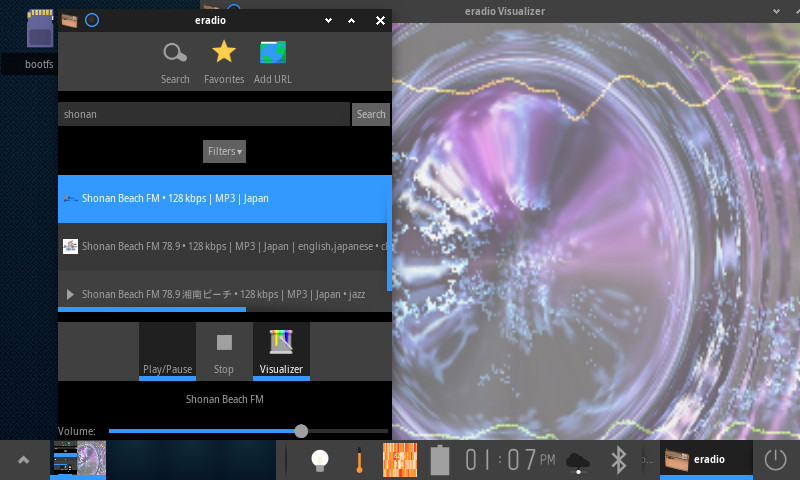 eradio
eradio Visualizer
bootfs
Search
Favorites
Add URL
shonan
Search
Filters ▾
Shonan Beach FM • 128 kbps | MP3 | Japan
Shonan Beach FM 78.9 • 128 kbps | MP3 | Japan | english,japanese •
Shonan Beach FM 78.9 湘南ビーチ • 128 kbps | MP3 | Japan • jazz
Play/Pause
Stop
Visualizer
Shonan Beach FM
Volume:
01:07 PM
eradio